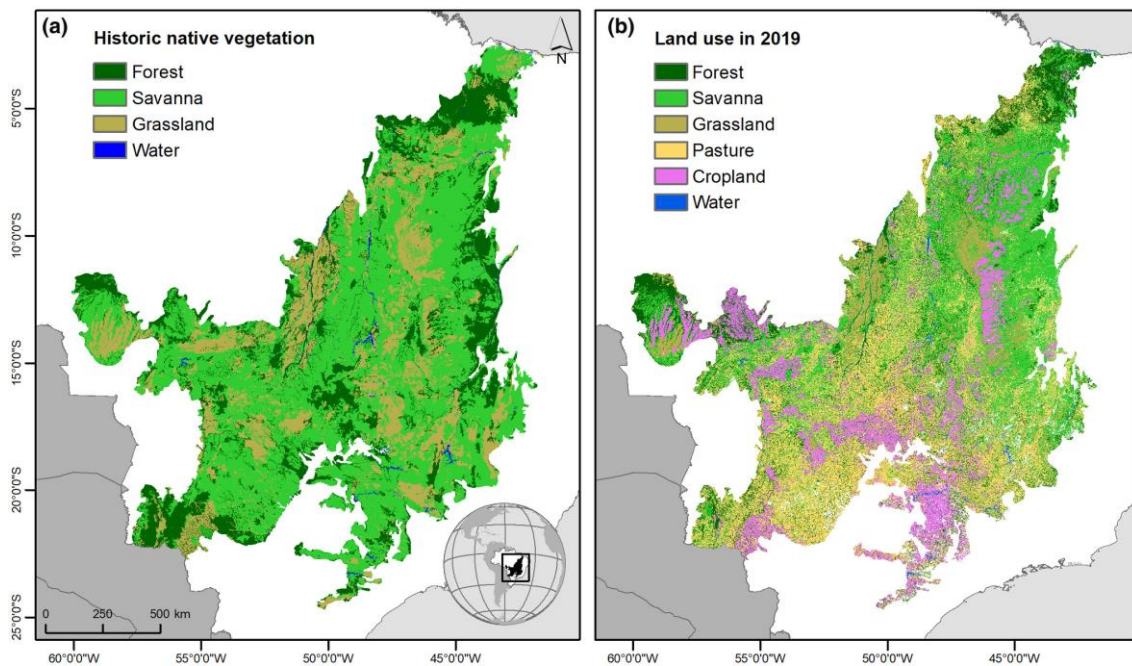 (a) Historic native vegetation
Forest
Savanna
Grassland
Water
N
0 250 500 km
5°0'0"S
10°0'0"S
15°0'0"S
20°0'0"S
25°0'0"S
60°0'0"W 55°0'0"W 50°0'0"W 45°0'0"W
(b) Land use in 2019
Forest
Savanna
Grassland
Pasture
Cropland
Water
60°0'0"W 55°0'0"W 50°0'0"W 45°0'0"W